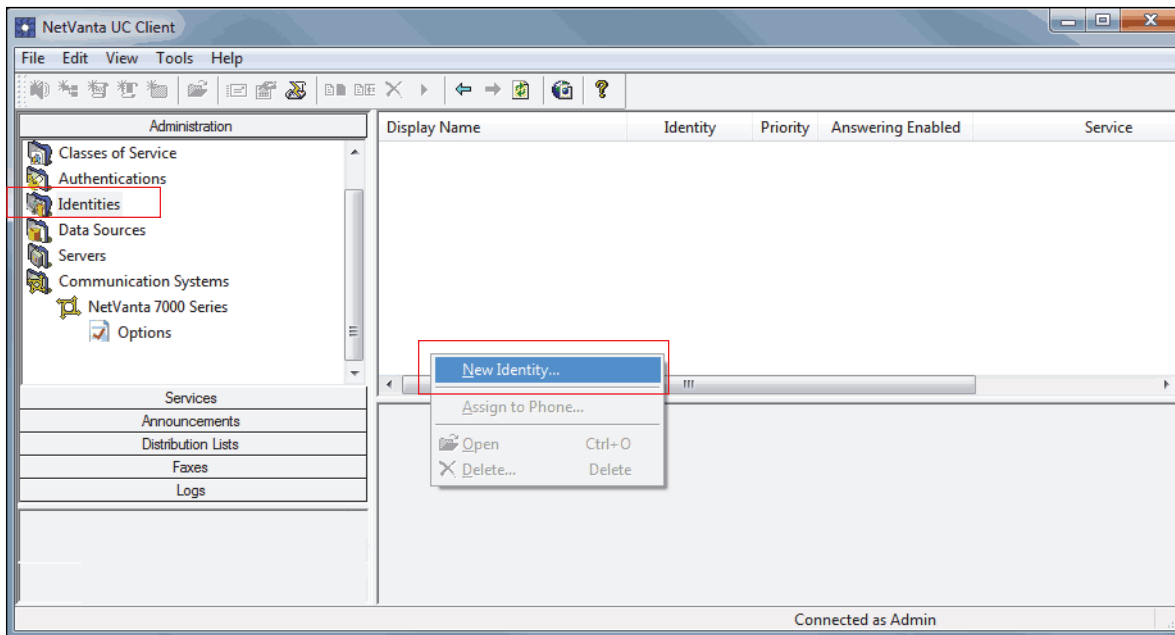 NetVanta UC Client
File Edit View Tools Help
Administration
Display Name Identity Priority Answering Enabled Service
Classes of Service
Authentications
Identities
Data Sources
Servers
Communication Systems
NetVanta 7000 Series
Options
New Identity...
Assign to Phone...
Open Ctrl+O
Delete... Delete
Services
Announcements
Distribution Lists
Faxes
Logs
Connected as Admin